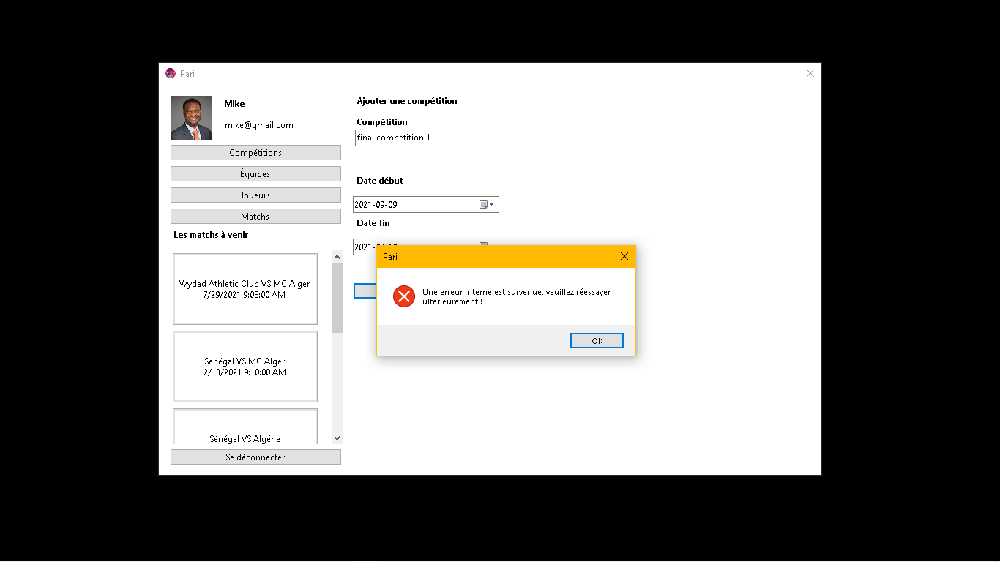 Pari
Mike
mike@gmail.com
Compétitions
Équipes
Joueurs
Matchs
Les matchs à venir
Wydad Athletic Club VS MC Alger
7/29/2021 9:08:00 AM
Sénégal VS MC Alger
2/13/2021 9:10:00 AM
Sénégal VS Algérie
Se déconnecter
Ajouter une compétition
Compétition
final competition 1
Date début
2021-09-09
Date fin
Pari
Une erreur interne est survenue, veuillez réessayer
ultérieurement !
OK